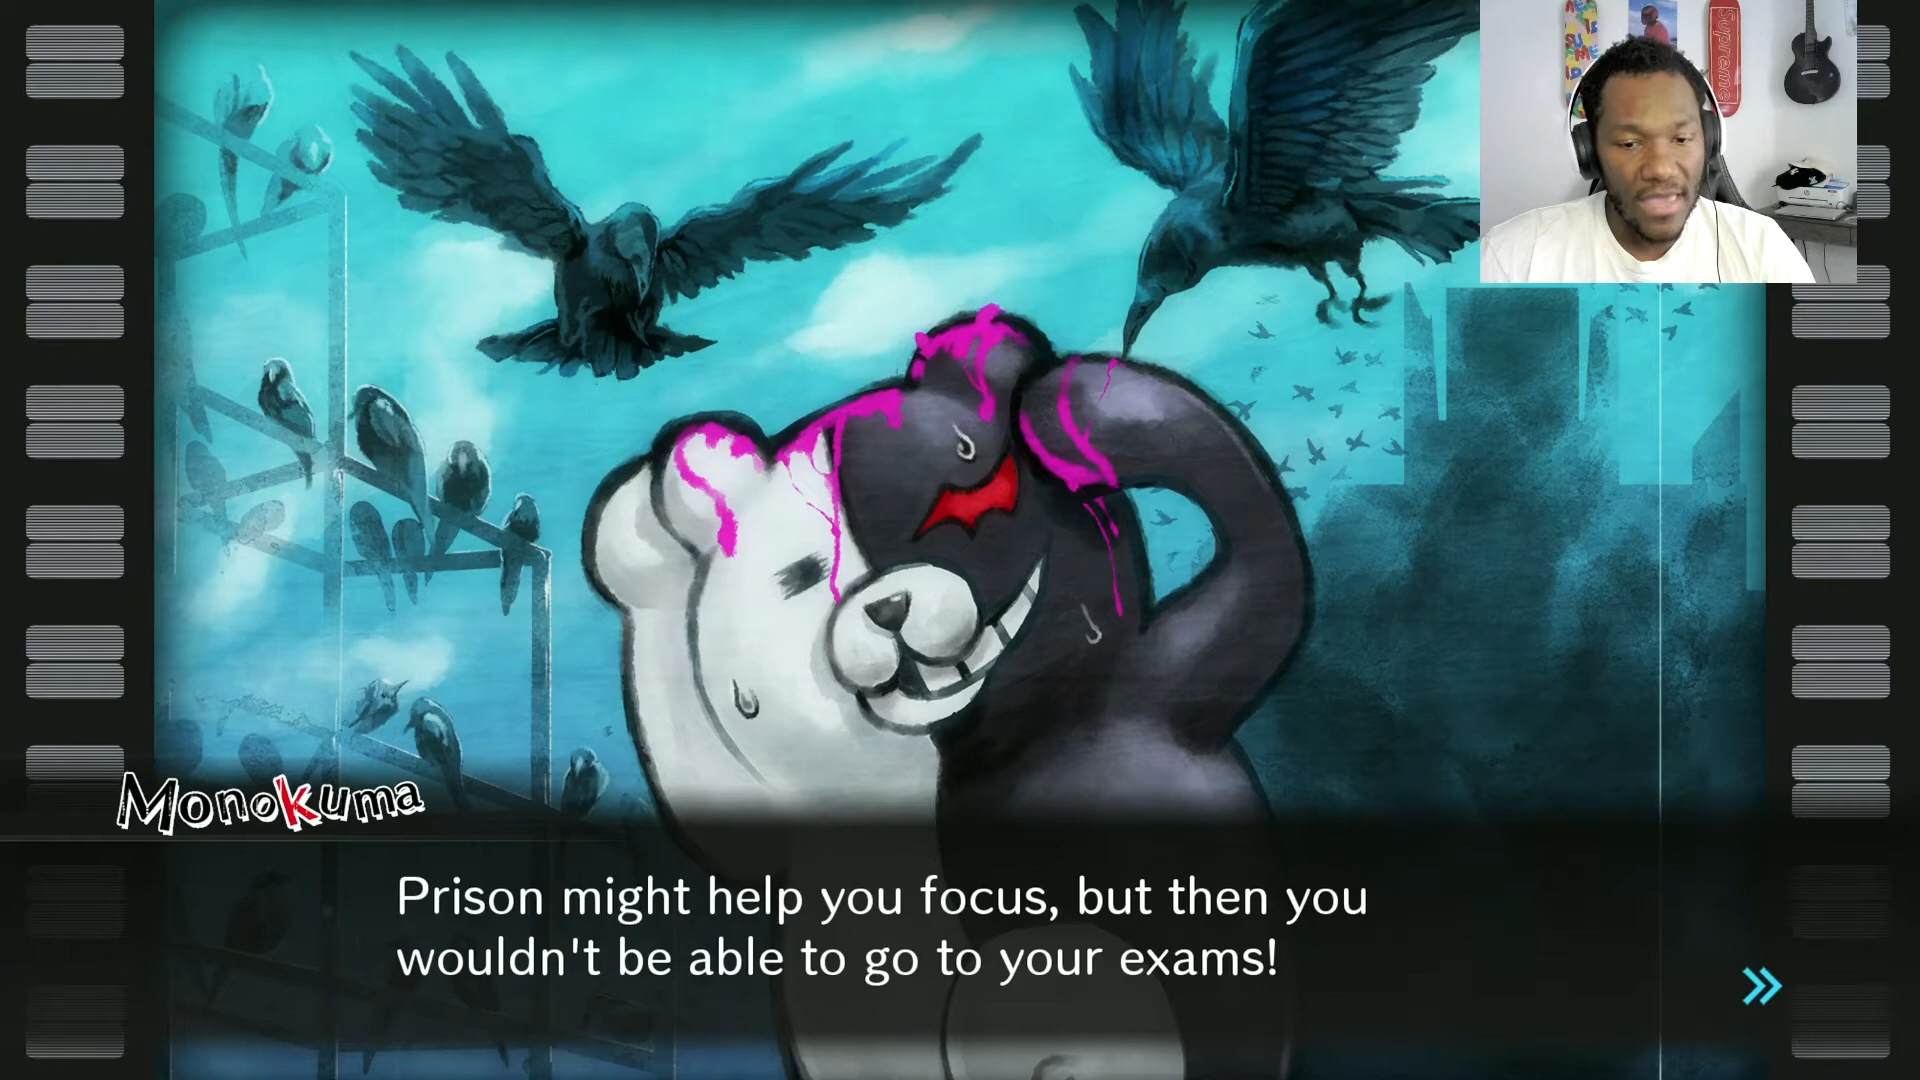 Supreme
Monokuma
Prison might help you focus, but then you
wouldn't be able to go to your exams!